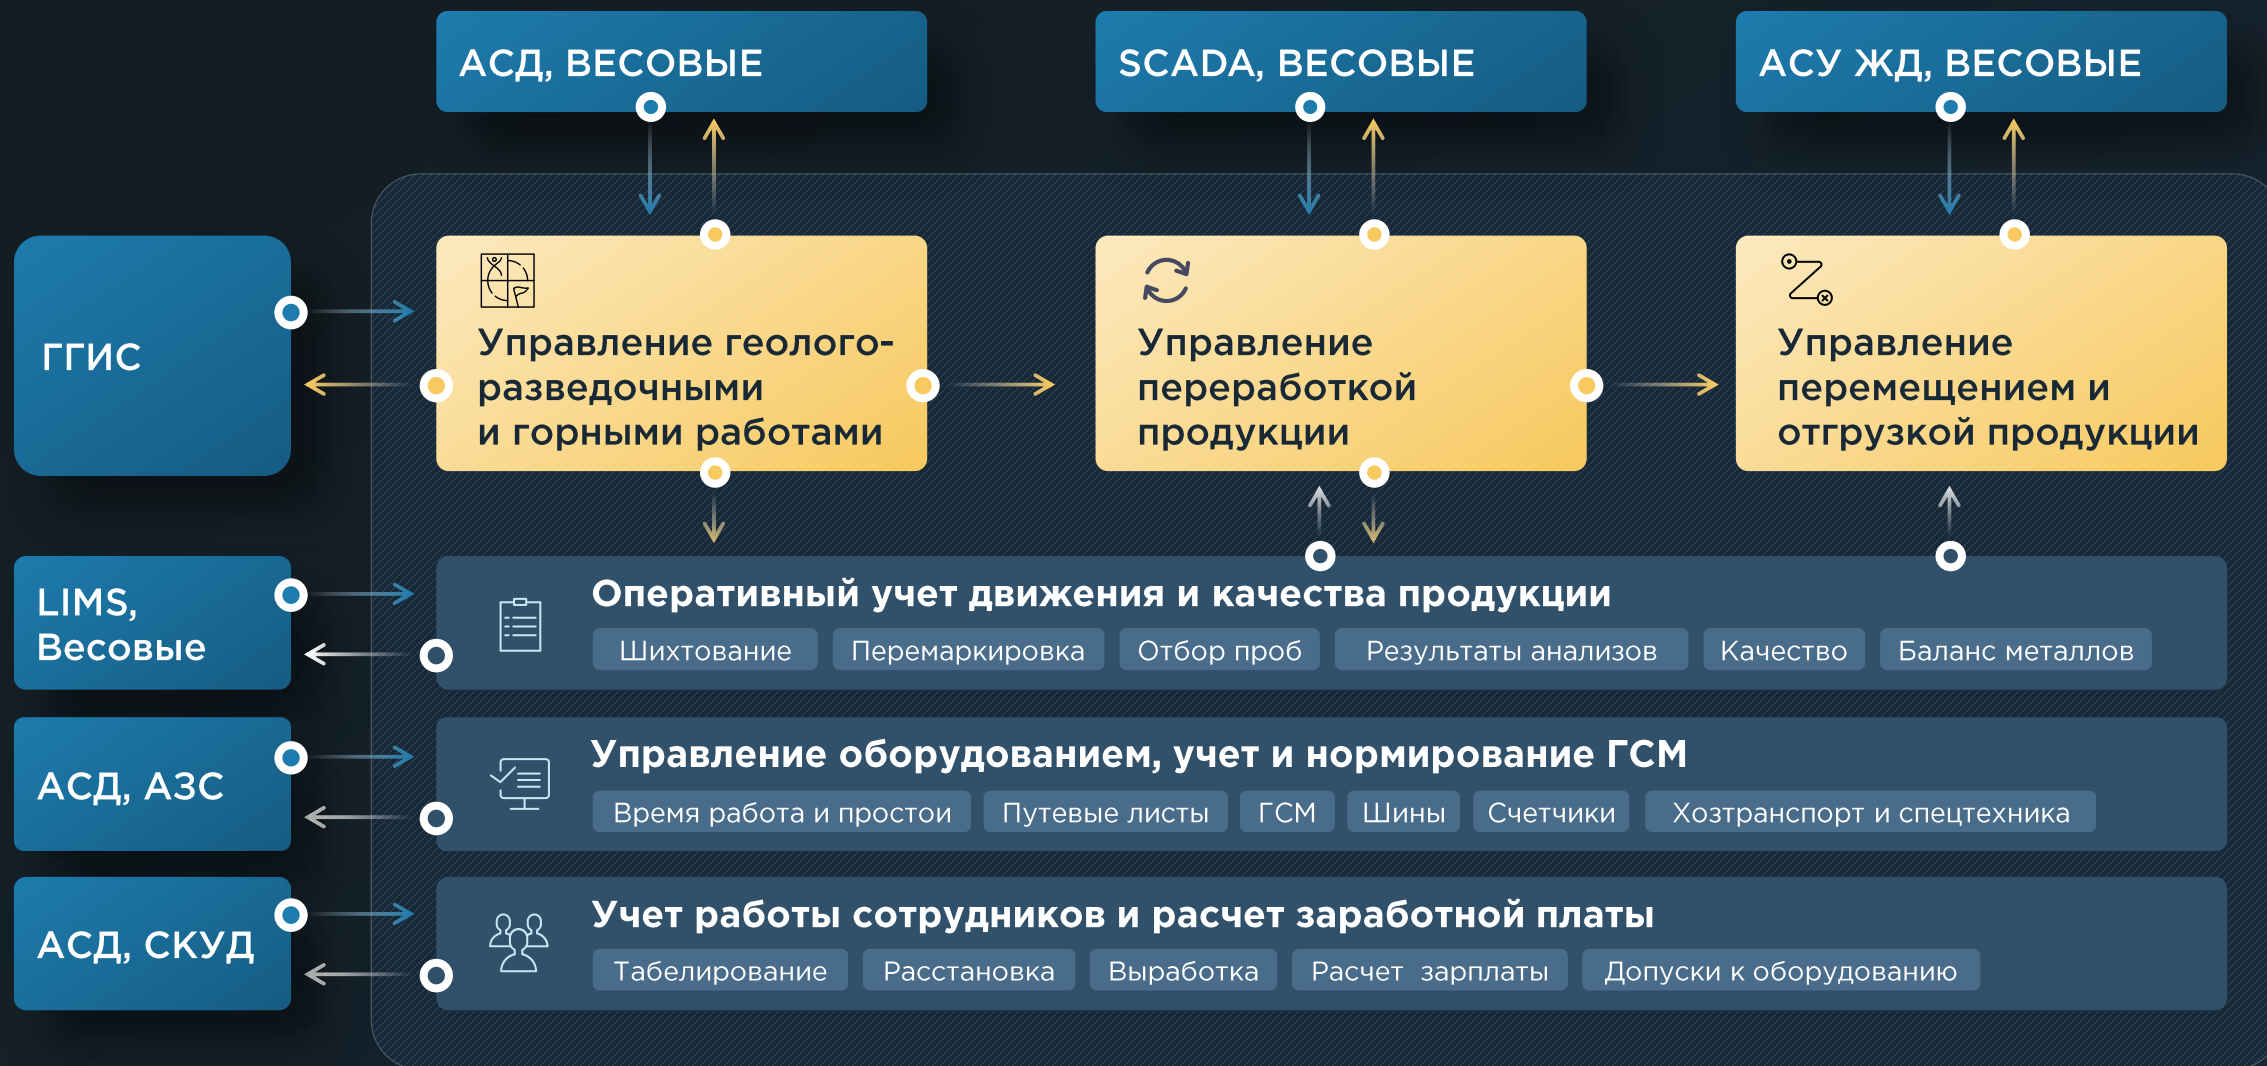 АСД, ВЕСОВЫЕ
SCADA, ВЕСОВЫЕ
АСУ ЖД, ВЕСОВЫЕ
ГГИС
Управление геолого-
разведочными
и горными работами
Управление
переработкой
продукции
Управление
перемещением и
отгрузкой продукции
LIMS,
Весовые
Оперативный учет движения и качества продукции
Шихтование
Перемаркировка
Отбор проб
Результаты анализов
Качество
Баланс металлов
АСД, АЗС
Управление оборудованием, учет и нормирование ГСМ
Время работа и простои
Путевые листы
ГСМ
Шины
Счетчики
Хозтранспорт и спецтехника
АСД, СКУД
Учет работы сотрудников и расчет заработной платы
Табелирование
Расстановка
Выработка
Расчет зарплаты
Допуски к оборудованию